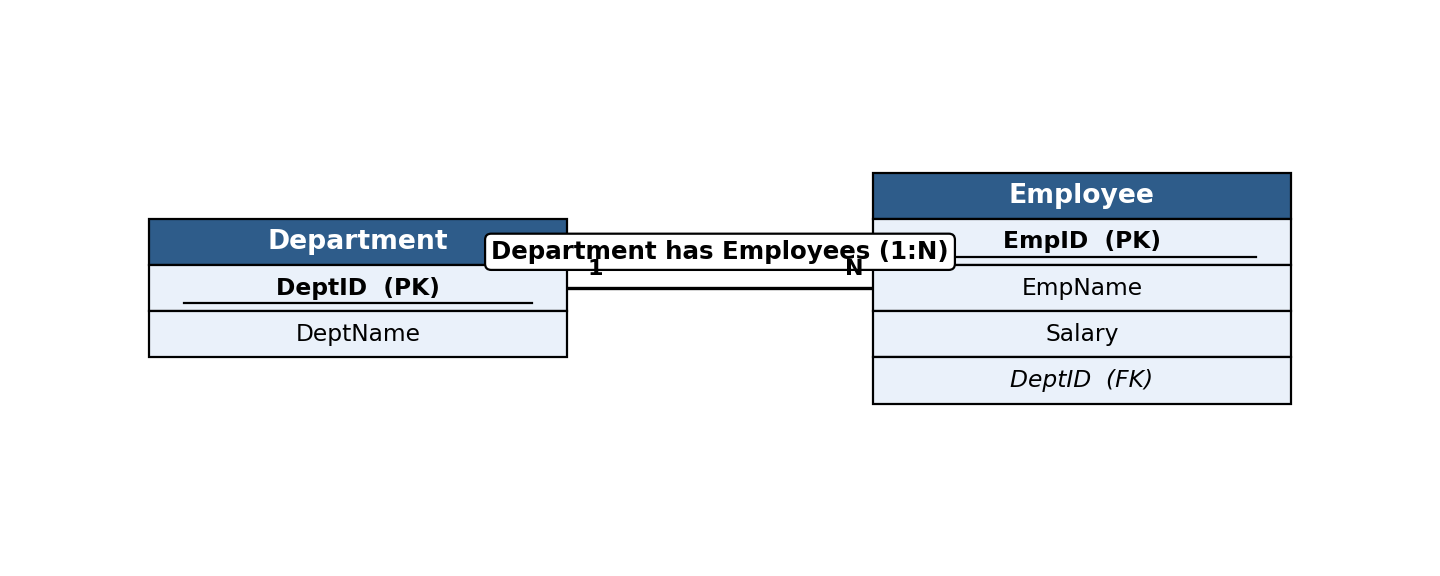 Department
DeptID  (PK)
DeptName
Department has Employees (1:N)
1
N
Employee
EmpID  (PK)
EmpName
Salary
DeptID  (FK)